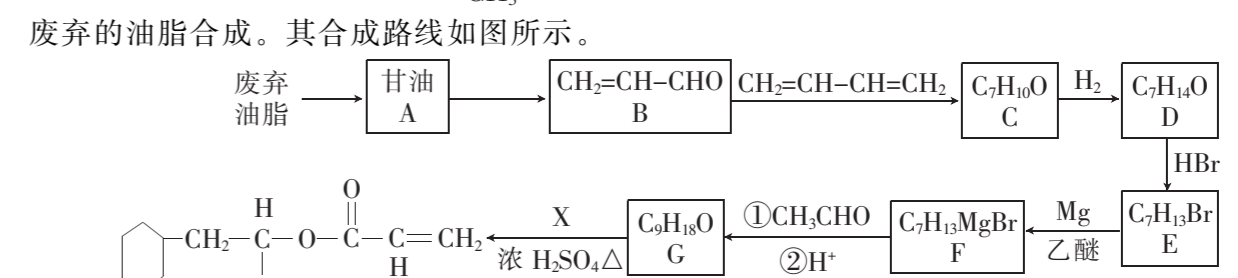 废弃的油脂合成。其合成路线如图所示。
废弃油脂
甘油
A
CH₂=CH-CHO
B
CH₂=CH-CH=CH₂
C₇H₁₀O
C
H₂
C₇H₁₄O
D
HBr
C₇H₁₃Br
E
Mg
乙醚
C₇H₁₃MgBr
F
①CH₃CHO
②H⁺
C₉H₁₈O
G
X
浓 H₂SO₄△
O
H
-CH₂-C-O-C-C=CH₂
H